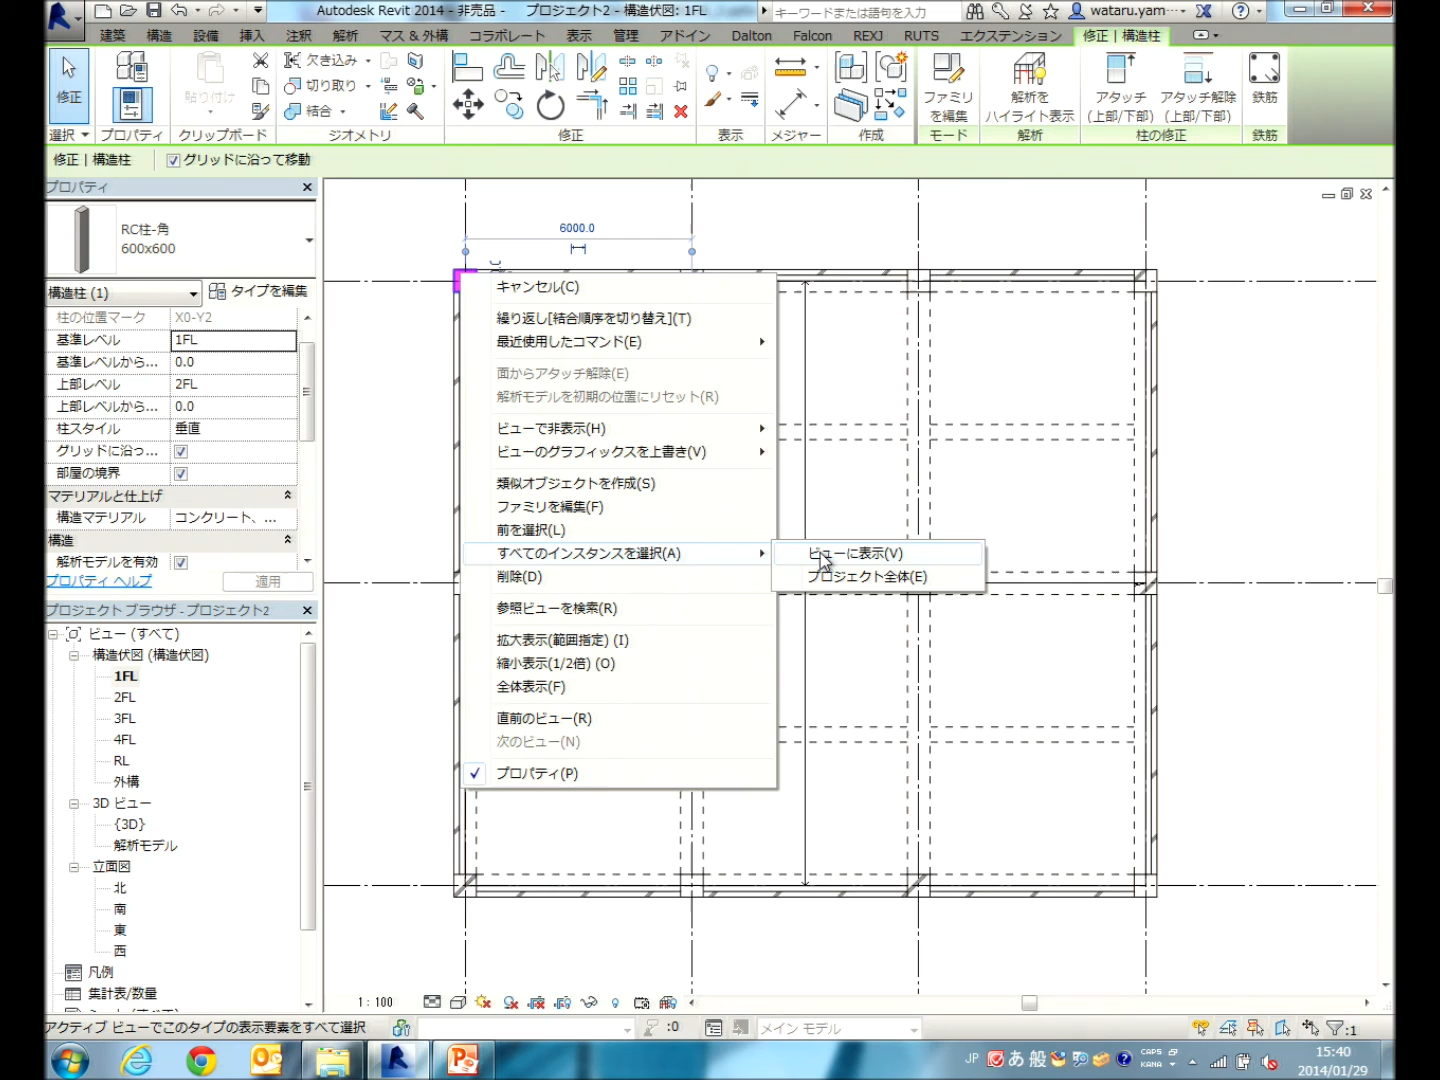 Autodesk Revit 2014 - 非売品 - プロジェクト2 - 構造伏図: 1FL
キーワードまたは語句を入力
wataru.yam…
建築 構造 設備 挿入 注釈 解析 マス & 外構 コラボレート 表示 管理 アドイン Dalton Falcon REXJ RUTS エクステンション 修正 | 構造柱
修正
貼り付け
欠き込み
切り取り
結合
ファミリ
を編集
解析を
ハイライト表示
アタッチ
(上部/下部)
アタッチ解除
(上部/下部)
鉄筋
選択 プロパティ クリップボード ジオメトリ 修正 表示 メジャー 作成 モード 解析 柱の修正 鉄筋
修正 | 構造柱 グリッドに沿って移動
プロパティ
RC柱-角
600x600
構造柱 (1) タイプを編集
柱の位置マーク X0-Y2
基準レベル 1FL
基準レベルから... 0.0
上部レベル 2FL
上部レベルから... 0.0
柱スタイル 垂直
グリッドに沿っ...
部屋の境界
マテリアルと仕上げ
構造マテリアル コンクリート、...
構造
解析モデルを有効
プロパティ ヘルプ 適用
プロジェクト ブラウザ - プロジェクト2
ビュー (すべて)
構造伏図 (構造伏図)
1FL
2FL
3FL
4FL
RL
外構
3D ビュー
{3D}
解析モデル
立面図
北
南
東
西
凡例
集計表/数量
6000.0
キャンセル(C)
繰り返し[結合順序を切り替え](T)
最近使用したコマンド(E)
面からアタッチ解除(E)
解析モデルを初期の位置にリセット(R)
ビューで非表示(H)
ビューのグラフィックスを上書き(V)
類似オブジェクトを作成(S)
ファミリを編集(F)
前を選択(L)
すべてのインスタンスを選択(A)
削除(D)
参照ビューを検索(R)
拡大表示(範囲指定) (I)
縮小表示(1/2倍) (O)
全体表示(F)
直前のビュー(R)
次のビュー(N)
プロパティ(P)
ビューに表示(V)
プロジェクト全体(E)
1 : 100
アクティブ ビューでこのタイプの表示要素をすべて選択
:0
メイン モデル
:1
JP あ 般
CAPS
KANA
15:40
2014/01/29